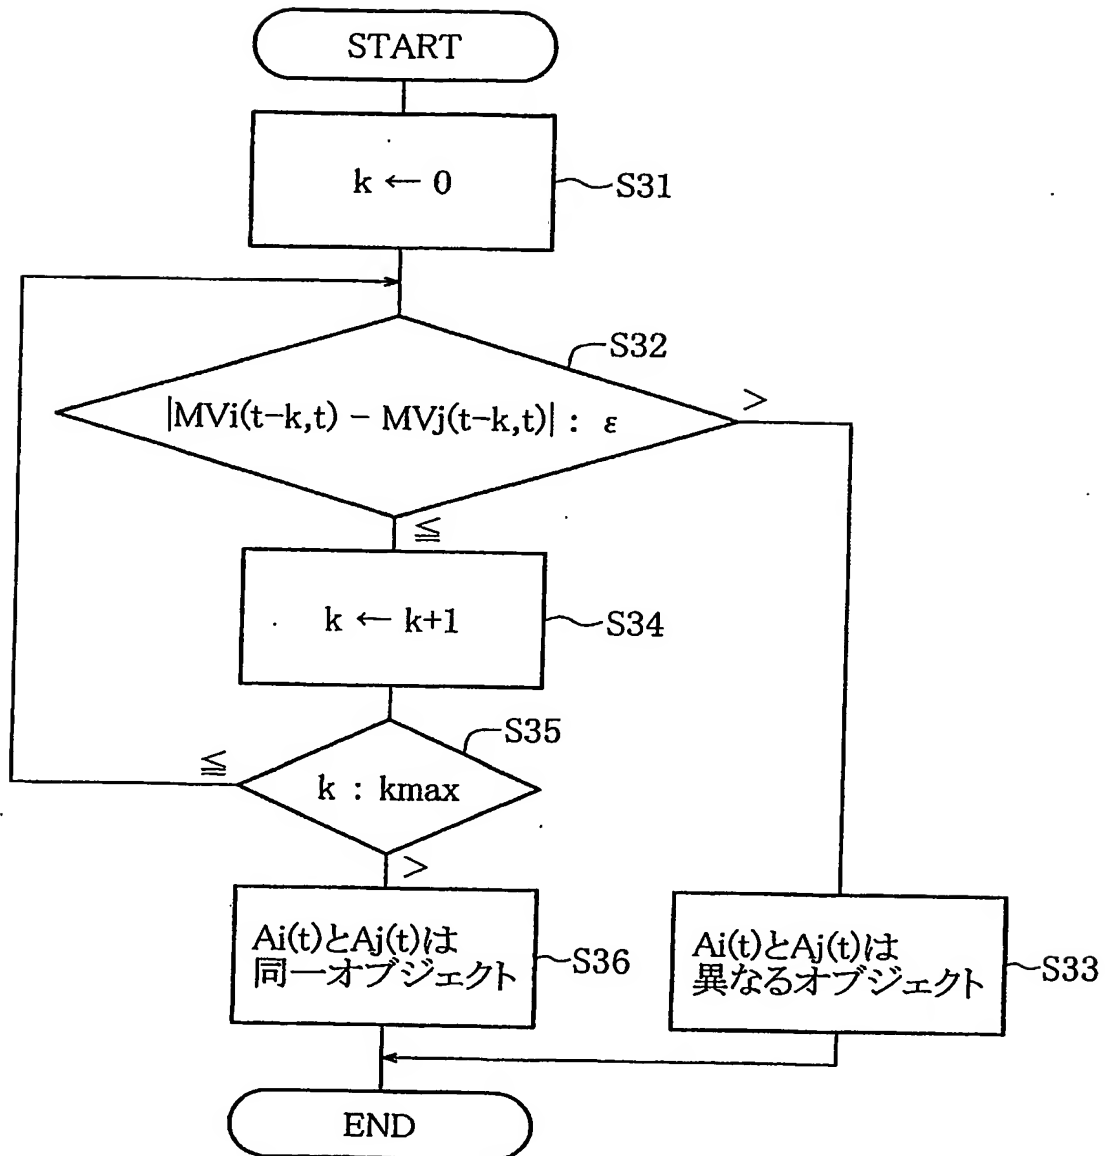 START
k ← 0
S31
S32
|MVi(t-k,t) − MVj(t-k,t)| : ε
>
≦
k ← k+1
S34
S35
≦
k : kmax
>
Ai(t)とAj(t)は
同一オブジェクト
S36
Ai(t)とAj(t)は
異なるオブジェクト
S33
END